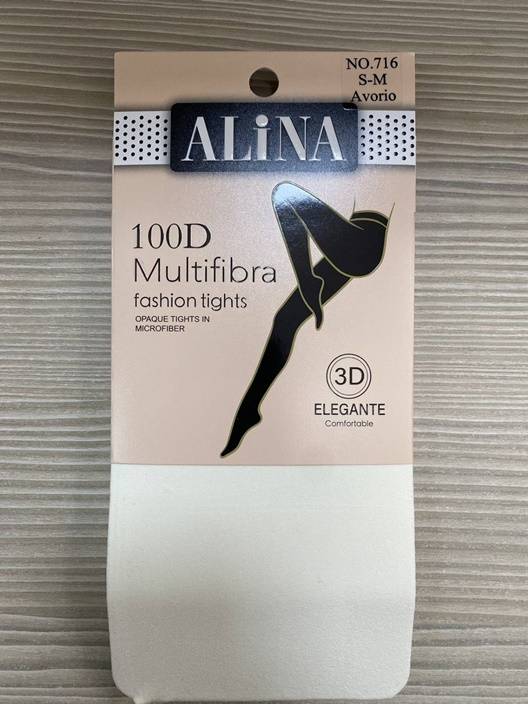 NO.716
S-M
Avorio
ALiNA
100D
Multifibra
fashion tights
OPAQUE TIGHTS IN
MICROFIBER
3D
ELEGANTE
Comfortable